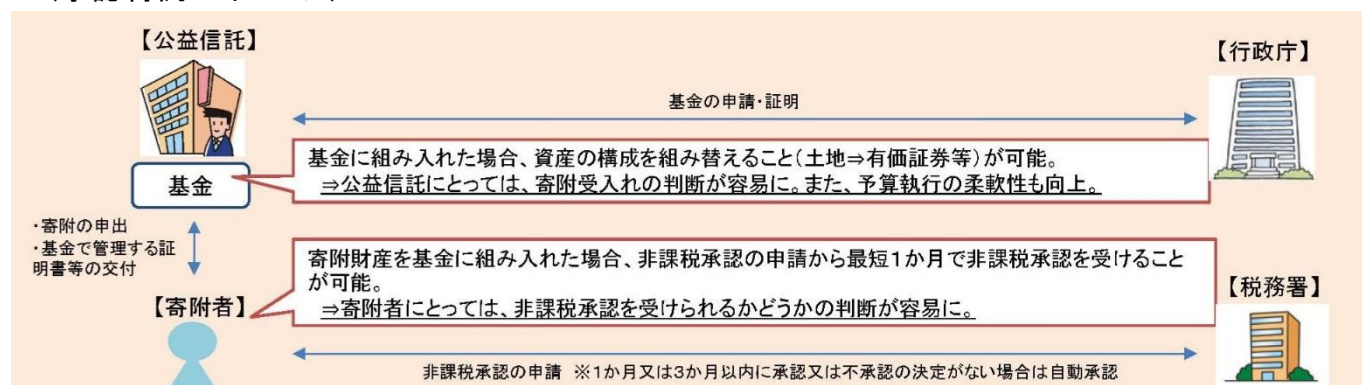 【公益信託】
【行政庁】
基金の申請・証明
基金に組み入れた場合、資産の構成を組み替えること(土地⇒有価証券等)が可能。
⇒公益信託にとっては、寄附受入れの判断が容易に。また、予算執行の柔軟性も向上。
基金
・寄附の申出
・基金で管理する証
明書等の交付
寄附財産を基金に組み入れた場合、非課税承認の申請から最短1か月で非課税承認を受けること
が可能。
⇒寄附者にとっては、非課税承認を受けられるかどうかの判断が容易に。
【寄附者】
【税務署】
非課税承認の申請 ※1か月又は3か月以内に承認又は不承認の決定がない場合は自動承認